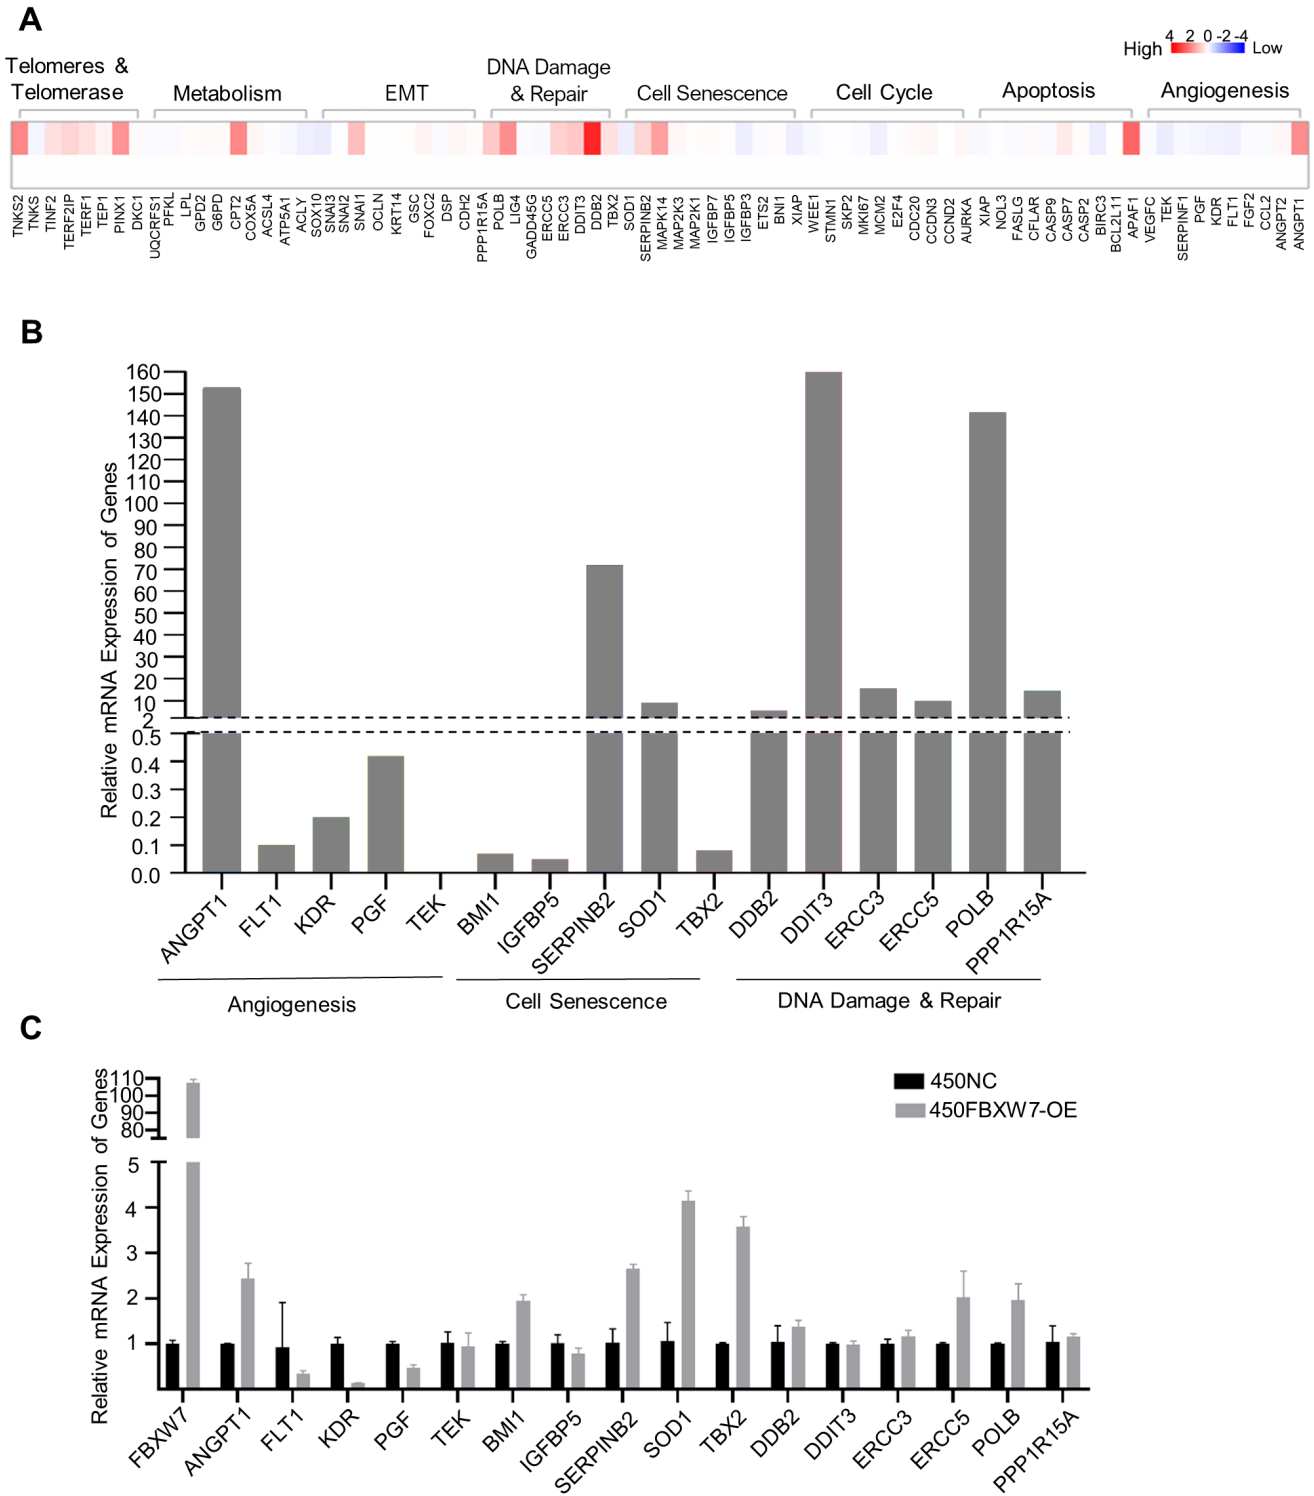 A
High 4 2 0 -2 -4 Low
Telomeres &
Telomerase
Metabolism
EMT
DNA Damage
& Repair
Cell Senescence
Cell Cycle
Apoptosis
Angiogenesis
TNKS2
TNKS
TINF2
TERF2IP
TERF1
TEP1
PINX1
DKC1
UQCRFS1
PFKL
LPL
GPD2
G6PD
CPT2
COX5A
ACSL4
ATP5A1
ACLY
SOX10
SNAI3
SNAI2
SNAI1
OCLN
KRT14
GSC
FOXC2
DSP
CDH2
PPP1R15A
POLB
LIG4
GADD45G
ERCC5
ERCC3
DDIT3
DDB2
TBX2
SOD1
SERPINB2
MAPK14
MAP2K3
MAP2K1
IGFBP7
IGFBP5
IGFBP3
ETS2
BNI1
XIAP
WEE1
STMN1
SKP2
MKI67
MCM2
E2F4
CDC20
CCDN3
CCND2
AURKA
XIAP
NOL3
FASLG
CFLAR
CASP9
CASP7
CASP2
BIRC3
BCL2L11
APAF1
VEGFC
TEK
SERPINF1
PGF
KDR
FLT1
FGF2
CCL2
ANGPT2
ANGPT1
B
Relative mRNA Expression of Genes
160
150
140
130
120
110
100
90
80
70
60
50
40
30
20
10
2
0.5
0.4
0.3
0.2
0.1
0.0
ANGPT1
FLT1
KDR
PGF
TEK
BMI1
IGFBP5
SERPINB2
SOD1
TBX2
DDB2
DDIT3
ERCC3
ERCC5
POLB
PPP1R15A
Angiogenesis
Cell Senescence
DNA Damage & Repair
C
Relative mRNA Expression of Genes
110
100
90
80
5
4
3
2
1
450NC
450FBXW7-OE
FBXW7
ANGPT1
FLT1
KDR
PGF
TEK
BMI1
IGFBP5
SERPINB2
SOD1
TBX2
DDB2
DDIT3
ERCC3
ERCC5
POLB
PPP1R15A